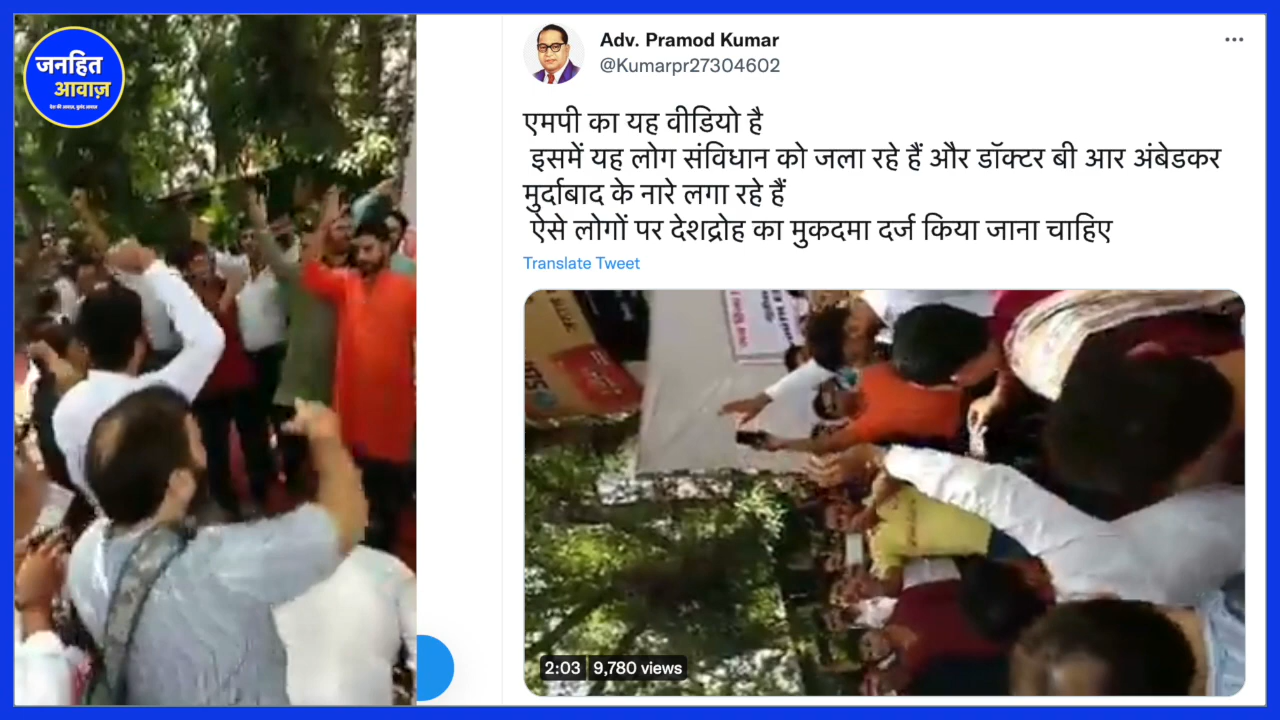 जनहित
आवाज़
Adv. Pramod Kumar
@Kumarpr27304602
एमपी का यह वीडियो है
इसमें यह लोग संविधान को जला रहे हैं और डॉक्टर बी आर अंबेडकर
मुर्दाबाद के नारे लगा रहे हैं
ऐसे लोगों पर देशद्रोह का मुकदमा दर्ज किया जाना चाहिए
Translate Tweet
2:03 9,780 views